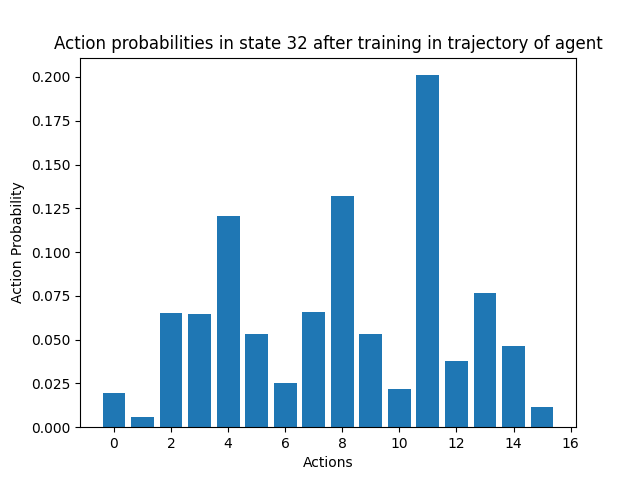 Action probabilities in state 32 after training in trajectory of agent
0.200
0.175
0.150
0.125
0.100
0.075
0.050
0.025
0.000
Action Probability
0 2 4 6 8 10 12 14 16
Actions